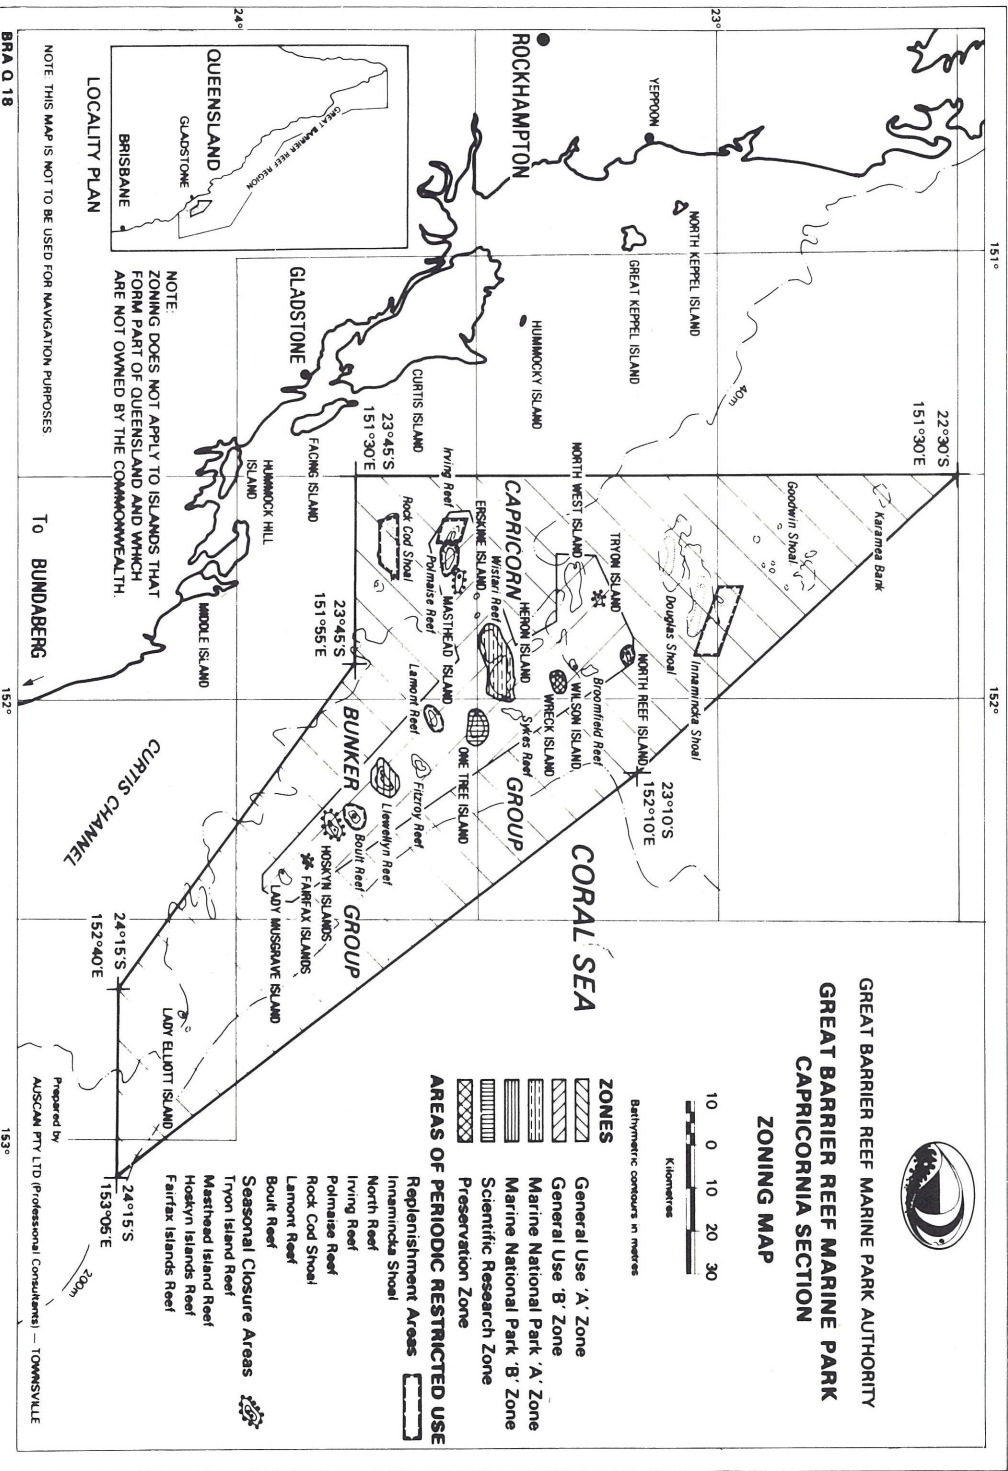 GREAT BARRIER REEF MARINE PARK AUTHORITY
GREAT BARRIER REEF MARINE PARK
CAPRICORNIA SECTION
ZONING MAP
10 0 10 20 30
Kilometres
Bathymetric contours in metres
ZONES
General Use 'A' Zone
General Use 'B' Zone
Marine National Park 'A' Zone
Marine National Park 'B' Zone
Scientific Research Zone
Preservation Zone
AREAS OF PERIODIC RESTRICTED USE
Replenishment Areas
Innamincka Shoal
North Reef
Irving Reef
Polmaise Reef
Rock Cod Shoal
Lamont Reef
Boult Reef
Seasonal Closure Areas
Tryon Island Reef
Masthead Island Reef
Hoskyn Islands Reef
Fairfax Islands Reef
151°
152°
22°30'S
151°30'E
Karamea Bank
Goodwin Shoal
40m
23°
Innamincka Shoal
Douglas Shoal
YEPPOON
NORTH KEPPEL ISLAND
GREAT KEPPEL ISLAND
TRYON ISLAND
NORTH REEF ISLAND
23°10'S
152°10'E
NORTH WEST ISLAND
Broomfield Reef
WILSON ISLAND
WRECK ISLAND
CORAL SEA
ROCKHAMPTON
HUMMOCKY ISLAND
CAPRICORN
GROUP
HERON ISLAND
Sykes Reef
Wistari Reef
ERSKINE ISLAND
Irving Reef
MASTHEAD ISLAND
Polmaise Reef
Rock Cod Shoal
ONE TREE ISLAND
Lamont Reef
Fitzroy Reef
Llewellyn Reef
Boult Reef
BUNKER
GROUP
HOSKYN ISLANDS
FAIRFAX ISLANDS
LADY MUSGRAVE ISLAND
CURTIS ISLAND
23°45'S
151°30'E
23°45'S
151°55'E
GLADSTONE
FACING ISLAND
HUMMOCK HILL
ISLAND
MIDDLE ISLAND
24°
24°15'S
152°40'E
LADY ELLIOTT ISLAND
24°15'S
153°05'E
200m
CURTIS CHANNEL
QUEENSLAND
GREAT BARRIER REEF REGION
GLADSTONE
BRISBANE
LOCALITY PLAN
NOTE:
ZONING DOES NOT APPLY TO ISLANDS THAT
FORM PART OF QUEENSLAND AND WHICH
ARE NOT OWNED BY THE COMMONWEALTH.
NOTE: THIS MAP IS NOT TO BE USED FOR NAVIGATION PURPOSES
To BUNDABERG
152°
153°
Prepared by
AUSCAN PTY LTD (Professional Consultants) — TOWNSVILLE
BRA Q 18